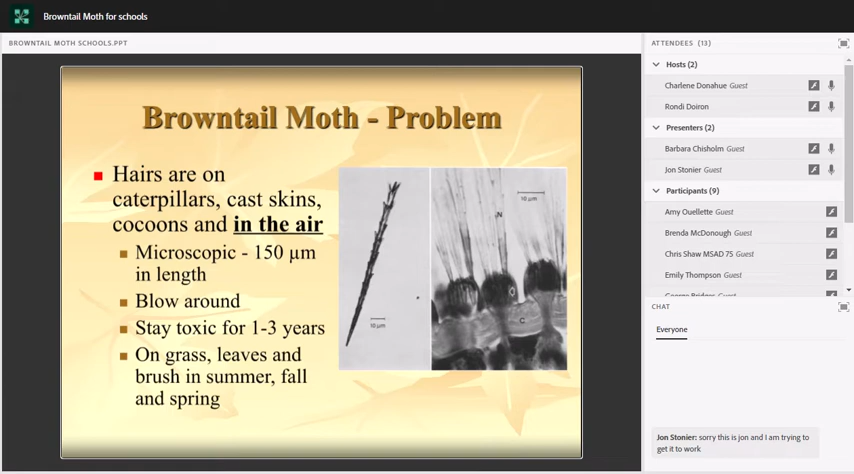 Browntail Moth for schools
BROWNTAIL MOTH SCHOOLS.PPT
Browntail Moth - Problem
Hairs are on
caterpillars, cast skins,
cocoons and in the air
Microscopic - 150 µm
in length
Blow around
Stay toxic for 1-3 years
On grass, leaves and
brush in summer, fall
and spring
10 µm
N
10 µm
C
ATTENDEES (13)
Hosts (2)
Charlene Donahue Guest
Rondi Doiron
Presenters (2)
Barbara Chisholm Guest
Jon Stonier Guest
Participants (9)
Amy Ouellette Guest
Brenda McDonough Guest
Chris Shaw MSAD 75 Guest
Emily Thompson Guest
CHAT
Everyone
Jon Stonier: sorry this is jon and I am trying to
get it to work